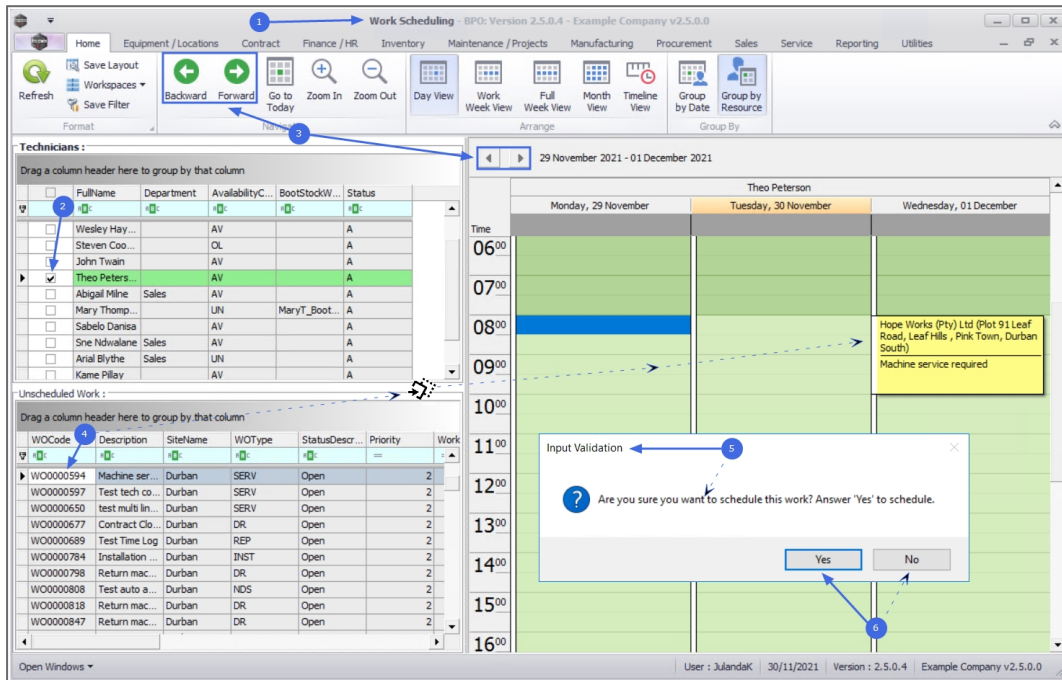 1
Work Scheduling - BPO: Version 2.5.0.4 - Example Company v2.5.0.0
Home Equipment / Locations Contract Finance / HR Inventory Maintenance / Projects Manufacturing Procurement Sales Service Reporting Utilities
Refresh
Save Layout
Workspaces
Save Filter
Format
Backward
Forward
Go to Today
Zoom In
Zoom Out
3
Day View
Work Week View
Full Week View
Month View
Timeline View
Arrange
Group by Date
Group by Resource
Group By
Technicians :
Drag a column header here to group by that column
FullName Department AvailabilityC... BootStockW... Status
2
Wesley Hay... AV A
Steven Coo... OL A
John Twain AV A
Theo Peters... AV A
Abigail Milne Sales AV A
Mary Thomp... UN MaryT_Boot... A
Sabelo Danisa AV A
Sne Ndwalane Sales AV A
Arial Blythe Sales UN A
Kame Pillay AV A
Unscheduled Work :
Drag a column header here to group by that column
WOCode Description SiteName WOType StatusDescr... Priority Work
4
WO0000594 Machine ser... Durban SERV Open 2
WO0000597 Test tech co... Durban SERV Open 2
WO0000650 test multi lin... Durban SERV Open 2
WO0000677 Contract Clo... Durban DR Open 2
WO0000689 Test Time Log Durban REP Open 2
WO0000784 Installation ... Durban INST Open 2
WO0000798 Return mac... Durban DR Open 2
WO0000808 Test auto a... Durban NDS Open 2
WO0000818 Return mac... Durban DR Open 2
WO0000847 Return mac... Durban DR Open 2
29 November 2021 - 01 December 2021
Theo Peterson
Monday, 29 November Tuesday, 30 November Wednesday, 01 December
Time
06 00
07 00
08 00
09 00
10 00
11 00
12 00
13 00
14 00
15 00
16 00
Hope Works (Pty) Ltd (Plot 91 Leaf
Road, Leaf Hills , Pink Town, Durban
South)
Machine service required
Input Validation
5
Are you sure you want to schedule this work? Answer 'Yes' to schedule.
Yes No
6
Open Windows
User : JulandaK 30/11/2021 Version : 2.5.0.4 Example Company v2.5.0.0